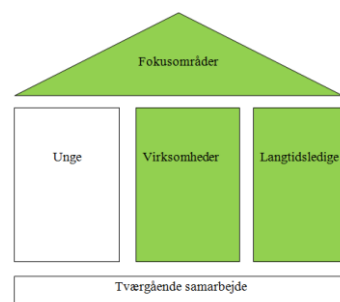 Fokusområder
Unge
Virksomheder
Langtidsledige
Tværgående samarbejde